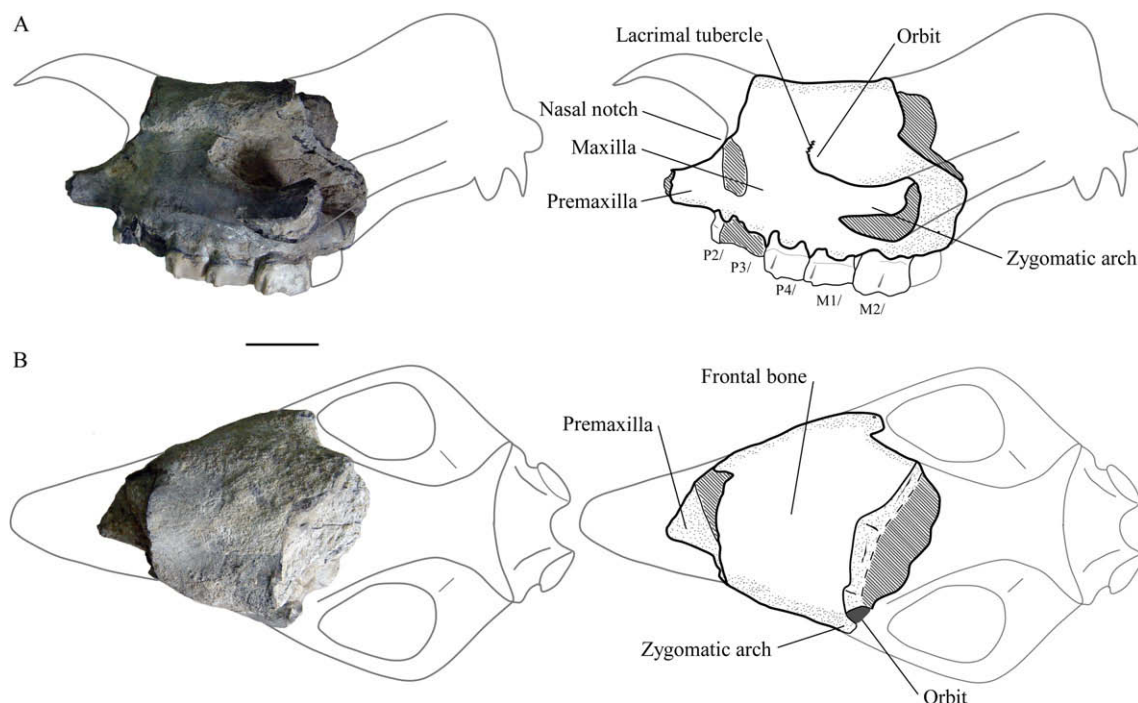 A
Lacrimal tubercle
Orbit
Nasal notch
Maxilla
Premaxilla
Zygomatic arch
P2/
P3/
P4/
M1/
M2/
B
Frontal bone
Premaxilla
Zygomatic arch
Orbit